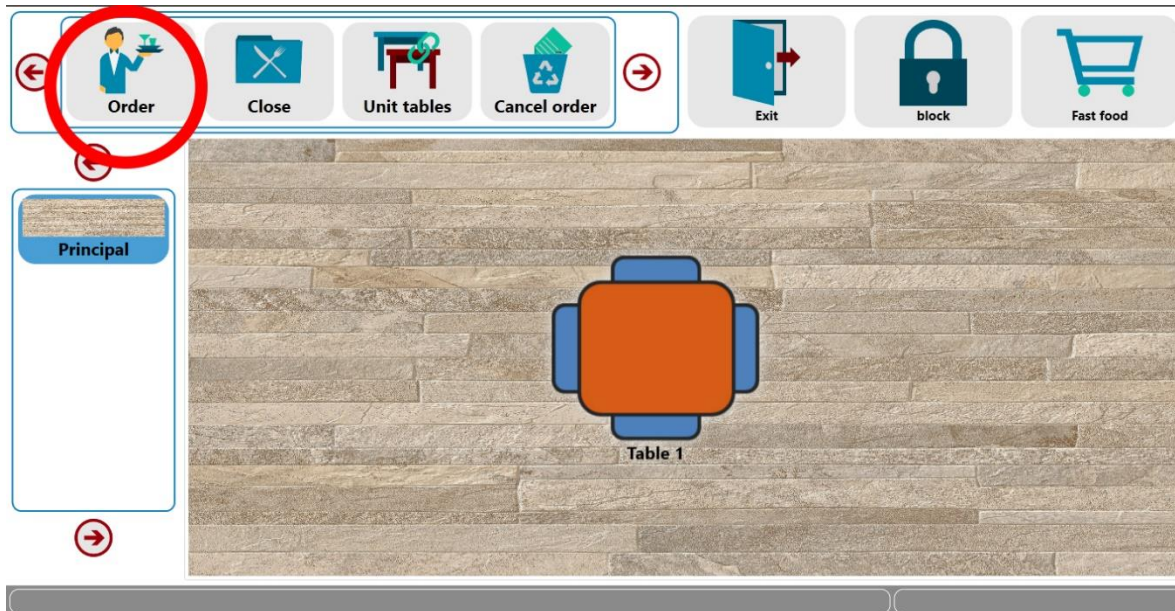 Order
Close
Unit tables
Cancel order
Exit
block
Fast food
Principal
Table 1